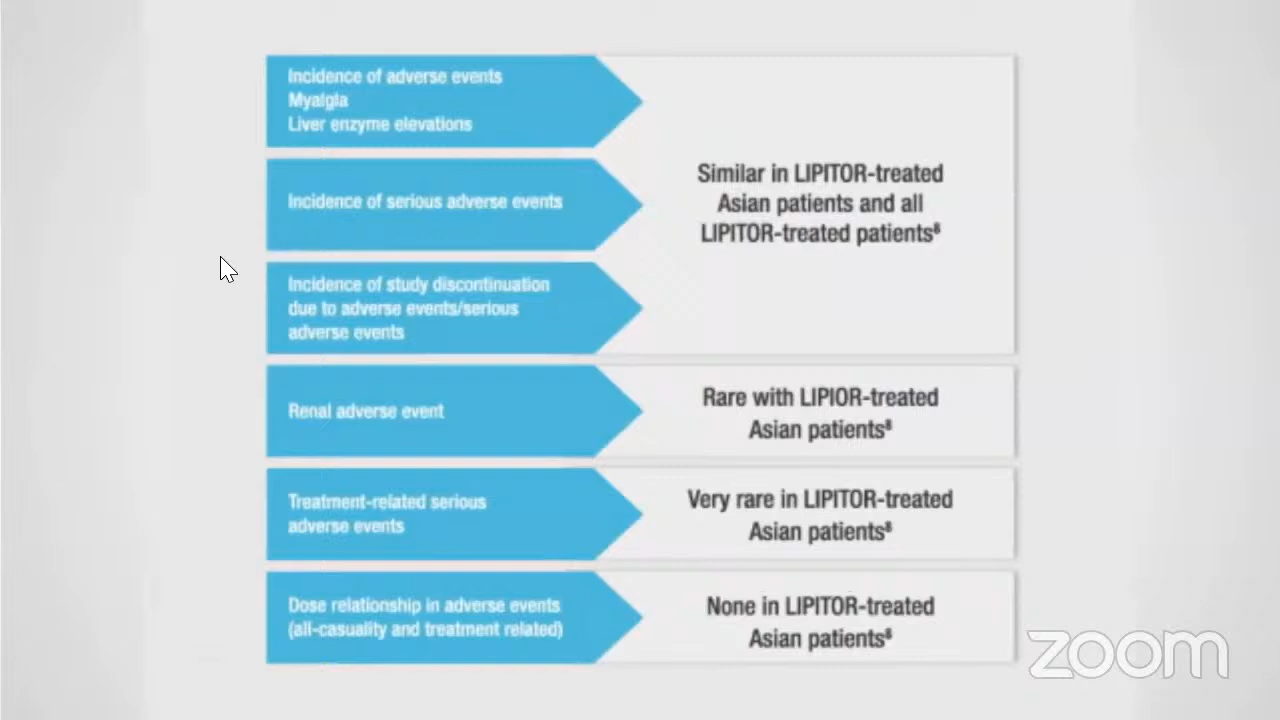 Incidence of adverse events
Myalgla
Liver enzyme elevations
Incidence of serious adverse events
Incidence of study discontinuation
due to adverse events/serious
adverse events
Similar in LIPITOR-treated
Asian patients and all
LIPITOR-treated patients⁸
Renal adverse event
Rare with LIPIOR-treated
Asian patients⁸
Treatment-related serious
adverse events
Very rare in LIPITOR-treated
Asian patients⁸
Dose relationship in adverse events
(all-casuality and treatment related)
None in LIPITOR-treated
Asian patients⁸
zoom